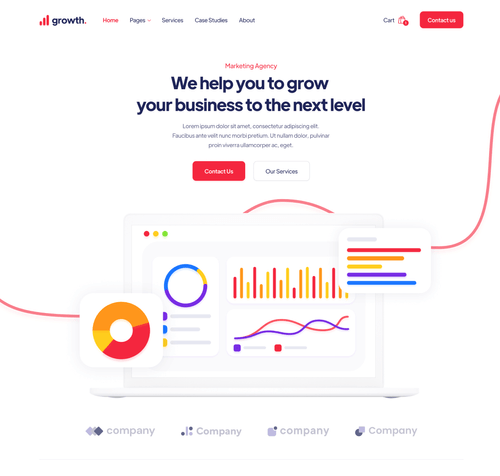 growth.
Home
Pages
Services
Case Studies
About
Cart
Contact us
Marketing Agency
We help you to grow
your business to the next level
Lorem ipsum dolor sit amet, consectetur adipiscing elit.
Faucibus ante velit nunc morbi pretium. Ut nullam dolor, pulvinar
proin viverra ullamcorper ac, eget.
Contact Us
Our Services
company
Company
company
Company